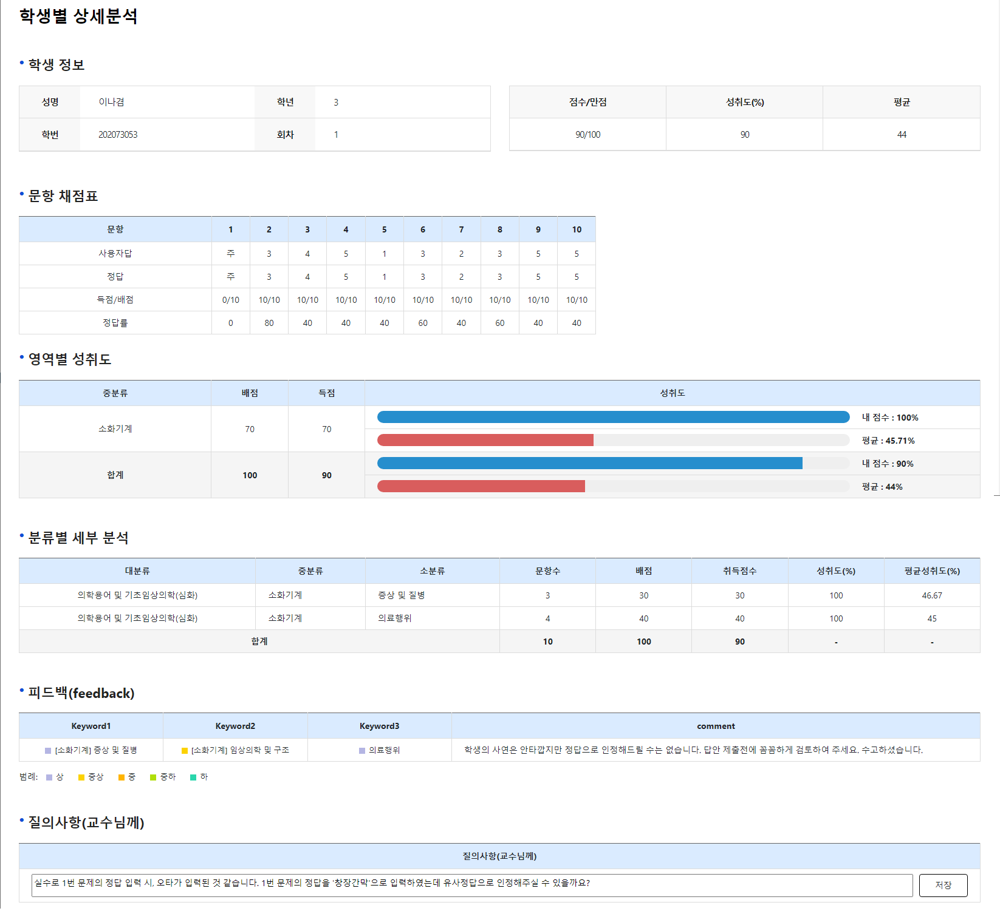 학생별 상세분석
• 학생 정보
성명 이나겸 학년 3
학번 202073053 회차 1
점수/만점 성취도(%) 평균
90/100 90 44
• 문항 채점표
문항 1 2 3 4 5 6 7 8 9 10
사용자답 주 3 4 5 1 3 2 3 5 5
정답 주 3 4 5 1 3 2 3 5 5
득점/배점 0/10 10/10 10/10 10/10 10/10 10/10 10/10 10/10 10/10 10/10
정답률 0 80 40 40 40 60 40 60 40 40
• 영역별 성취도
중분류 배점 득점 성취도
소화기계 70 70
내 점수 : 100%
평균 : 45.71%
합계 100 90
내 점수 : 90%
평균 : 44%
• 분류별 세부 분석
대분류 중분류 소분류 문항수 배점 취득점수 성취도(%) 평균성취도(%)
의학용어 및 기초임상의학(심화) 소화기계 증상 및 질병 3 30 30 100 46.67
의학용어 및 기초임상의학(심화) 소화기계 의료행위 4 40 40 100 45
합계 10 100 90 - -
• 피드백(feedback)
Keyword1 Keyword2 Keyword3 comment
[소화기계] 증상 및 질병 [소화기계] 임상의학 및 구조 의료행위 학생의 사연은 안타깝지만 정답으로 인정해드릴 수는 없습니다. 답안 제출전에 꼼꼼하게 검토하여 주세요. 수고하셨습니다.
범례: 상 중상 중 중하 하
• 질의사항(교수님께)
질의사항(교수님께)
실수로 1번 문제의 정답 입력 시, 오타가 입력된 것 같습니다. 1번 문제의 정답을 '창장간막'으로 입력하였는데 유사정답으로 인정해주실 수 있을까요? 저장